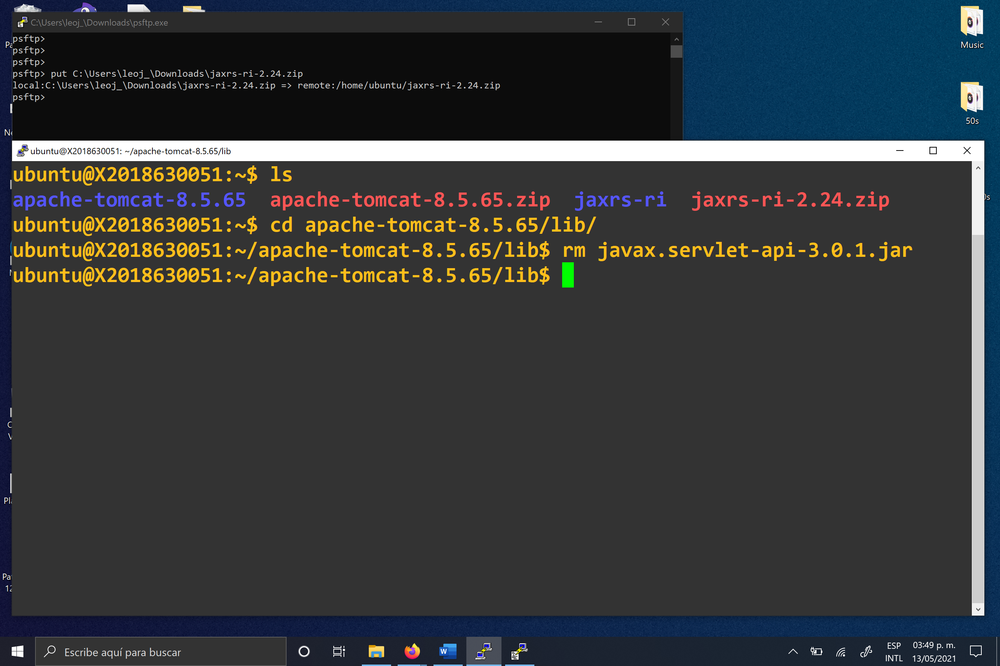 C:\Users\leoj_\Downloads\psftp.exe
psftp>
psftp>
psftp>
psftp> put C:\Users\leoj_\Downloads\jaxrs-ri-2.24.zip
local:C:\Users\leoj_\Downloads\jaxrs-ri-2.24.zip => remote:/home/ubuntu/jaxrs-ri-2.24.zip
psftp>
Music
50s
ubuntu@X2018630051: ~/apache-tomcat-8.5.65/lib
ubuntu@X2018630051:~$ ls
apache-tomcat-8.5.65  apache-tomcat-8.5.65.zip  jaxrs-ri  jaxrs-ri-2.24.zip
ubuntu@X2018630051:~$ cd apache-tomcat-8.5.65/lib/
ubuntu@X2018630051:~/apache-tomcat-8.5.65/lib$ rm javax.servlet-api-3.0.1.jar
ubuntu@X2018630051:~/apache-tomcat-8.5.65/lib$
Escribe aquí para buscar
ESP
INTL
03:49 p. m.
13/05/2021